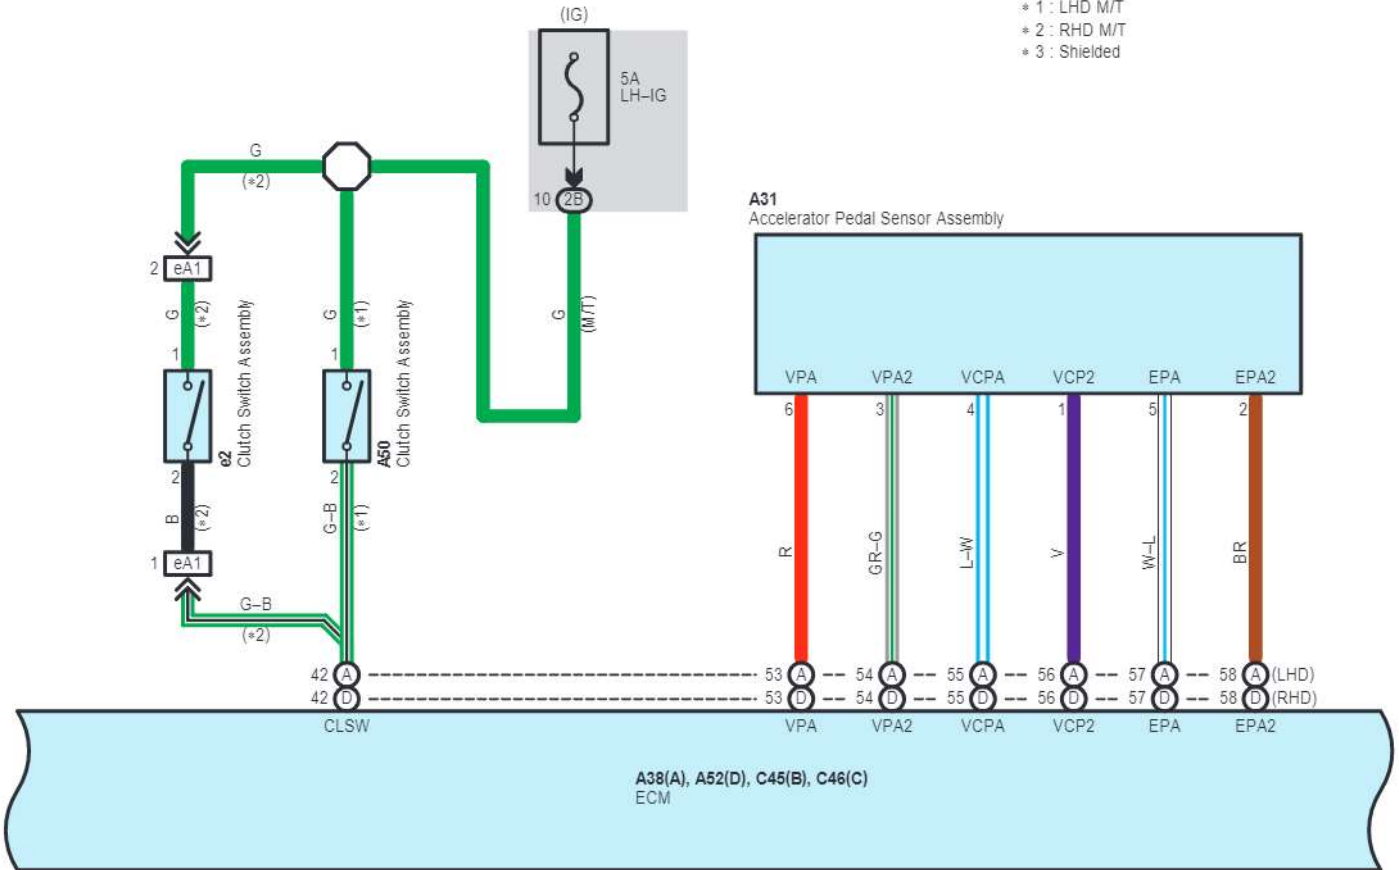 (IG)
∗ 1 : LHD M/T
∗ 2 : RHD M/T
∗ 3 : Shielded
5A
LH–IG
10 2B
G
(∗2)
2 eA1
G
(∗2)
G
(∗1)
G
(M/T)
1
1
e2
Clutch Switch Assembly
A50
Clutch Switch Assembly
2
2
B
(∗2)
G–B
(∗1)
1 eA1
G–B
(∗2)
A31
Accelerator Pedal Sensor Assembly
VPA VPA2 VCPA VCP2 EPA EPA2
6 3 4 1 5 2
R GR–G L–W V W–L BR
42 A 53 A 54 A 55 A 56 A 57 A 58 A (LHD)
42 D 53 D 54 D 55 D 56 D 57 D 58 D (RHD)
CLSW VPA VPA2 VCPA VCP2 EPA EPA2
A38(A), A52(D), C45(B), C46(C)
ECM